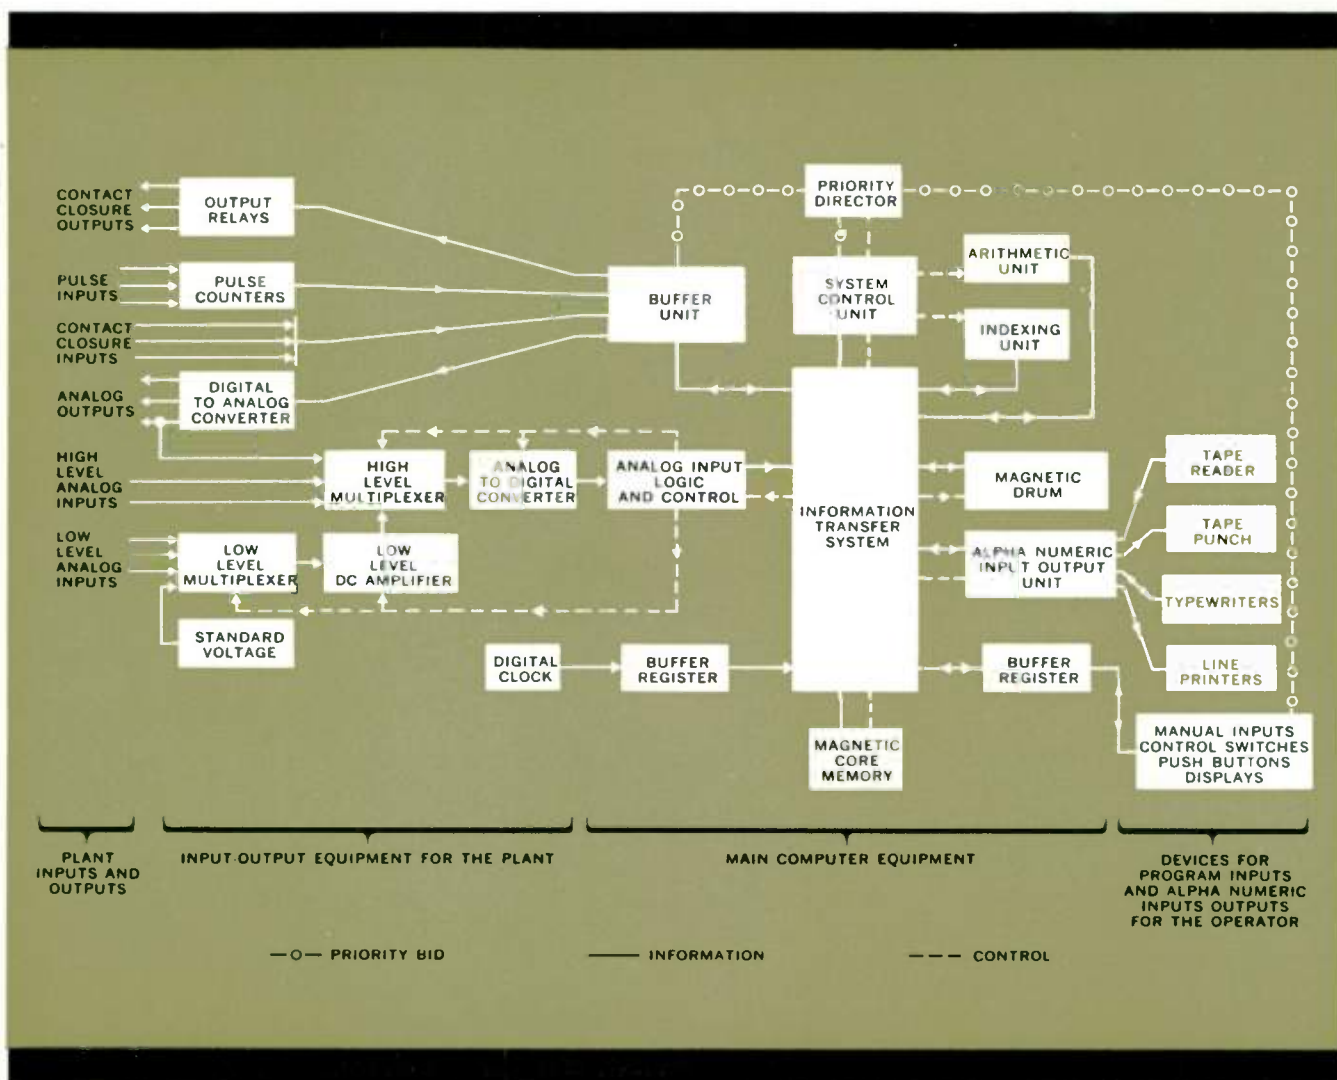 CONTACT
CLOSURE
OUTPUTS
OUTPUT
RELAYS
PULSE
INPUTS
PULSE
COUNTERS
CONTACT
CLOSURE
INPUTS
ANALOG
OUTPUTS
DIGITAL
TO ANALOG
CONVERTER
HIGH
LEVEL
ANALOG
INPUTS
HIGH
LEVEL
MULTIPLEXER
ANALOG
TO DIGITAL
CONVERTER
ANALOG INPUT
LOGIC
AND CONTROL
LOW
LEVEL
ANALOG
INPUTS
LOW
LEVEL
MULTIPLEXER
LOW
LEVEL
DC AMPLIFIER
STANDARD
VOLTAGE
DIGITAL
CLOCK
BUFFER
REGISTER
BUFFER
UNIT
PRIORITY
DIRECTOR
SYSTEM
CONTROL
UNIT
ARITHMETIC
UNIT
INDEXING
UNIT
INFORMATION
TRANSFER
SYSTEM
MAGNETIC
DRUM
ALPHA NUMERIC
INPUT OUTPUT
UNIT
BUFFER
REGISTER
MAGNETIC
CORE
MEMORY
TAPE
READER
TAPE
PUNCH
TYPEWRITERS
LINE
PRINTERS
MANUAL INPUTS
CONTROL SWITCHES
PUSH BUTTONS
DISPLAYS
PLANT
INPUTS AND
OUTPUTS
INPUT-OUTPUT EQUIPMENT FOR THE PLANT
MAIN COMPUTER EQUIPMENT
DEVICES FOR
PROGRAM INPUTS
AND ALPHA NUMERIC
INPUTS OUTPUTS
FOR THE OPERATOR
PRIORITY BID
INFORMATION
CONTROL